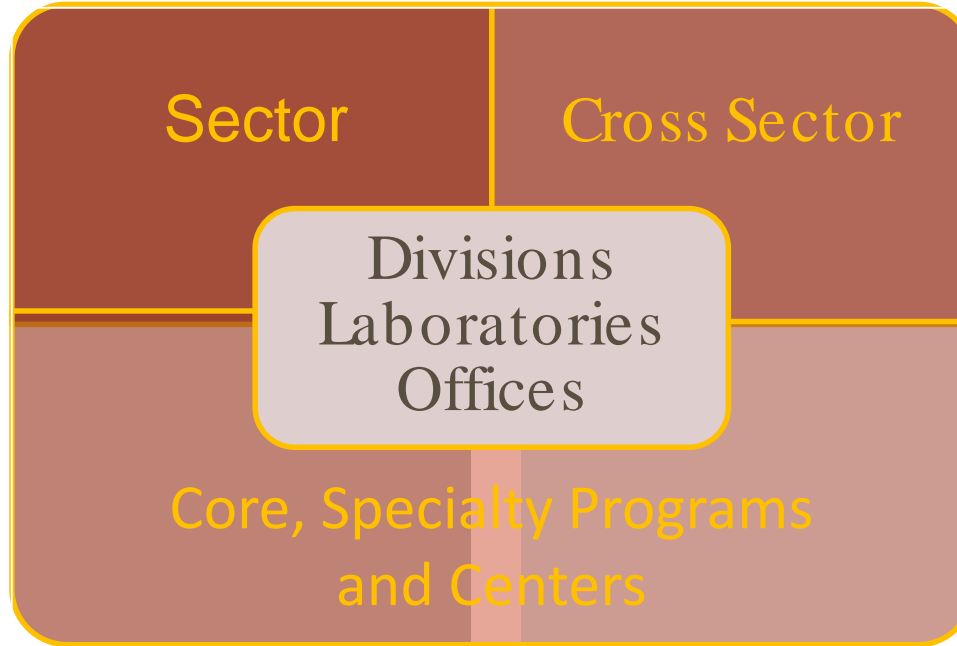 Sector
Cross Sector
Divisions
Laboratories
Offices
Core, Specialty Programs
and Centers